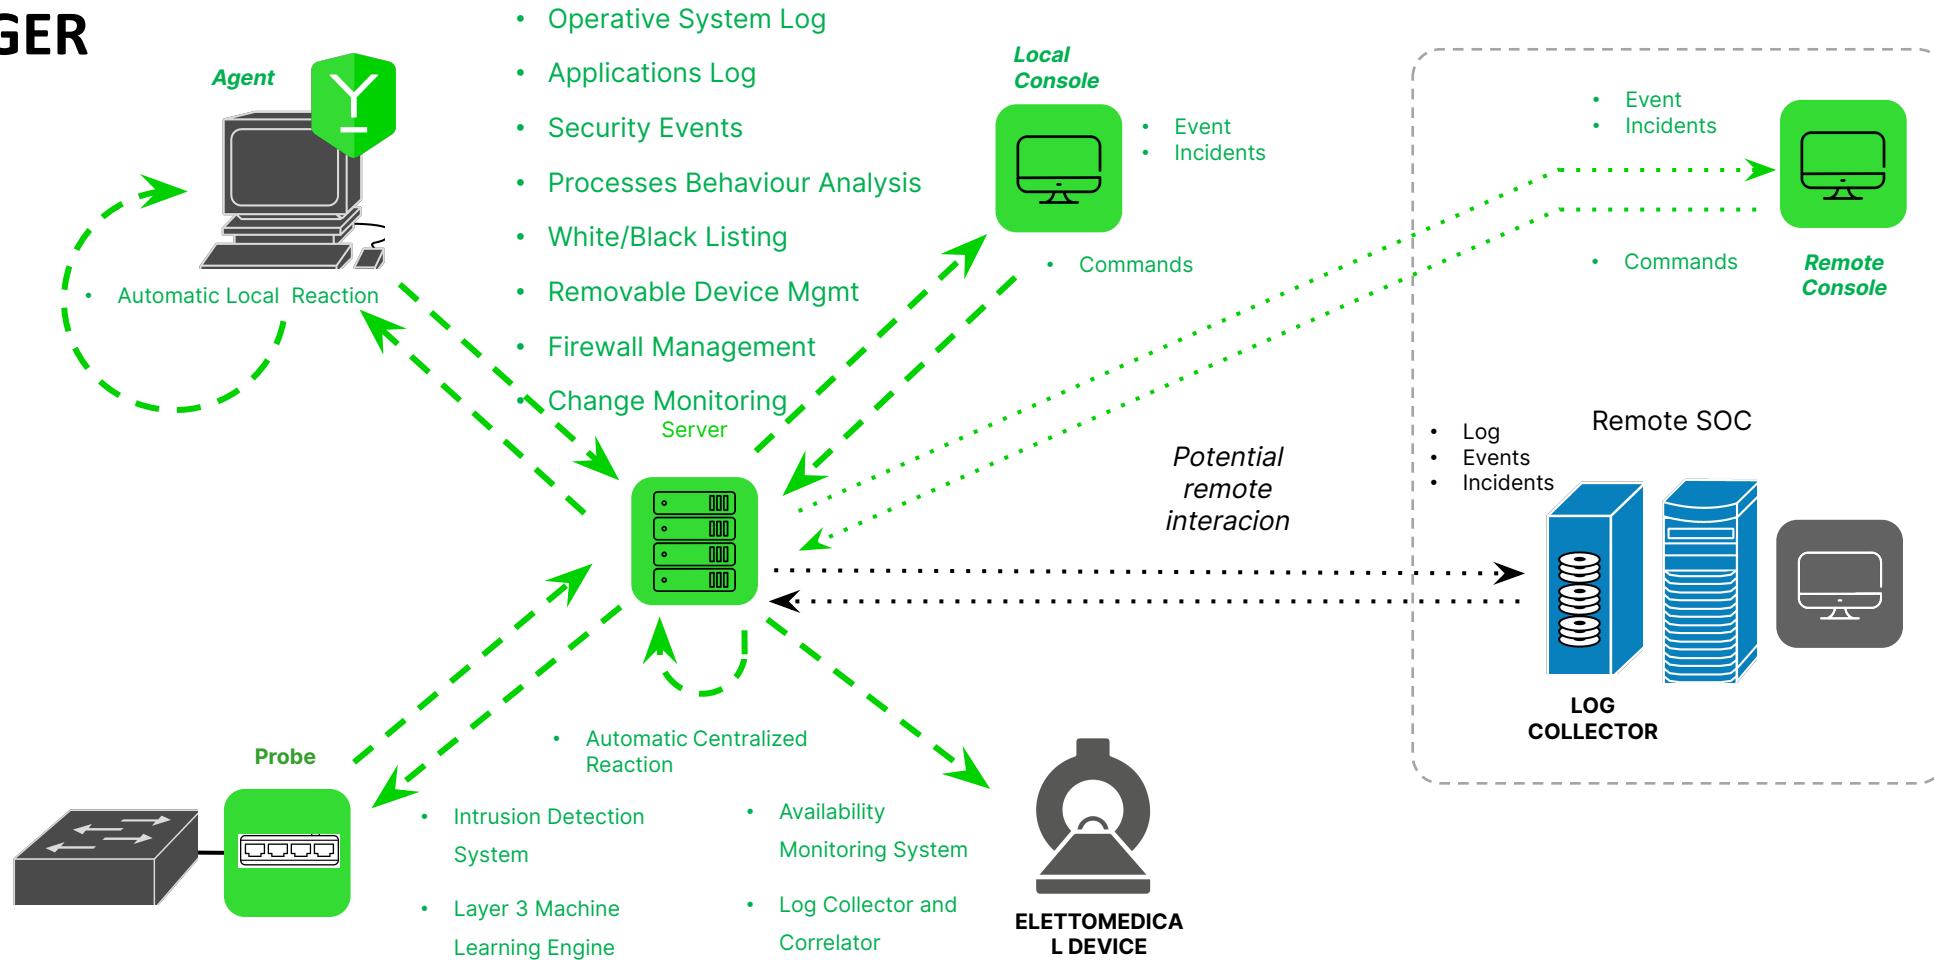 GER
• Operative System Log
• Applications Log
• Security Events
• Processes Behaviour Analysis
• White/Black Listing
• Removable Device Mgmt
• Firewall Management
• Change Monitoring
Agent
• Automatic Local Reaction
Local
Console
• Event
• Incidents
• Commands
• Event
• Incidents
• Commands
Remote
Console
Server
Potential
remote
interacion
Remote SOC
• Log
• Events
• Incidents
LOG
COLLECTOR
• Automatic Centralized
Reaction
Probe
• Intrusion Detection
System
• Layer 3 Machine
Learning Engine
• Availability
Monitoring System
• Log Collector and
Correlator
ELETTOMEDICA
L DEVICE